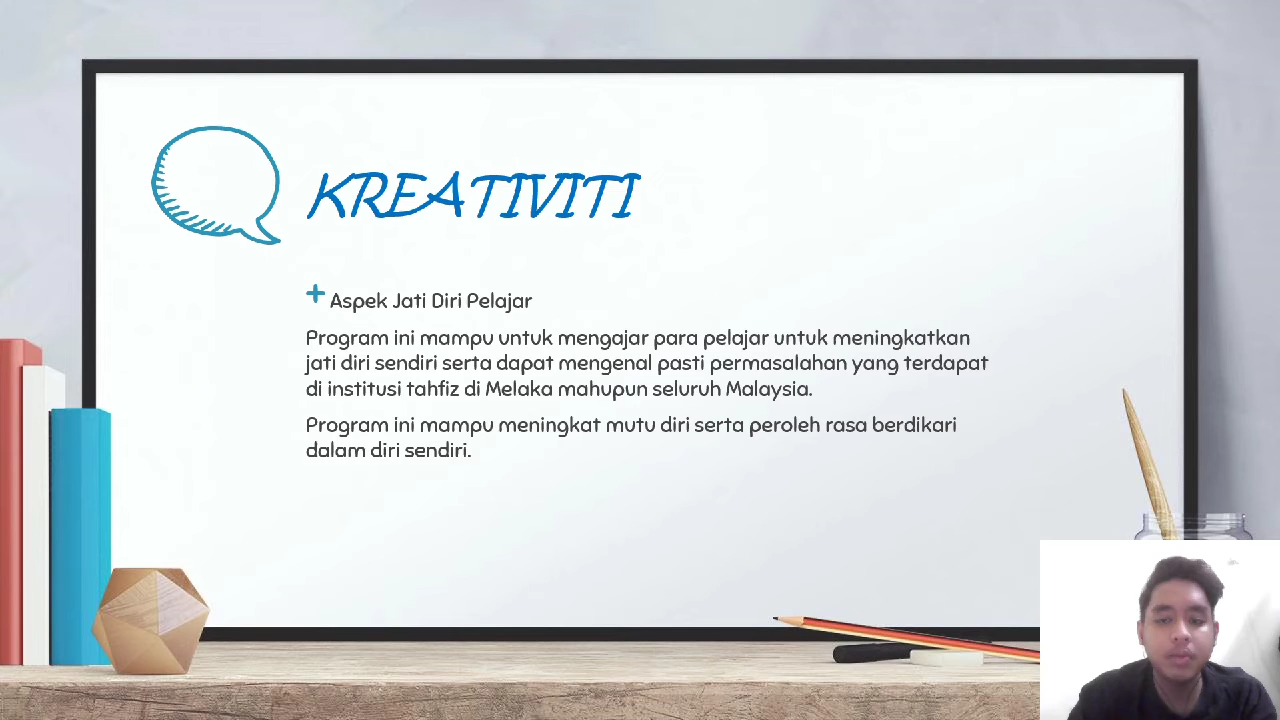 KREATIVITI
+ Aspek Jati Diri Pelajar
Program ini mampu untuk mengajar para pelajar untuk meningkatkan
jati diri sendiri serta dapat mengenal pasti permasalahan yang terdapat
di institusi tahfiz di Melaka mahupun seluruh Malaysia.
Program ini mampu meningkat mutu diri serta peroleh rasa berdikari
dalam diri sendiri.